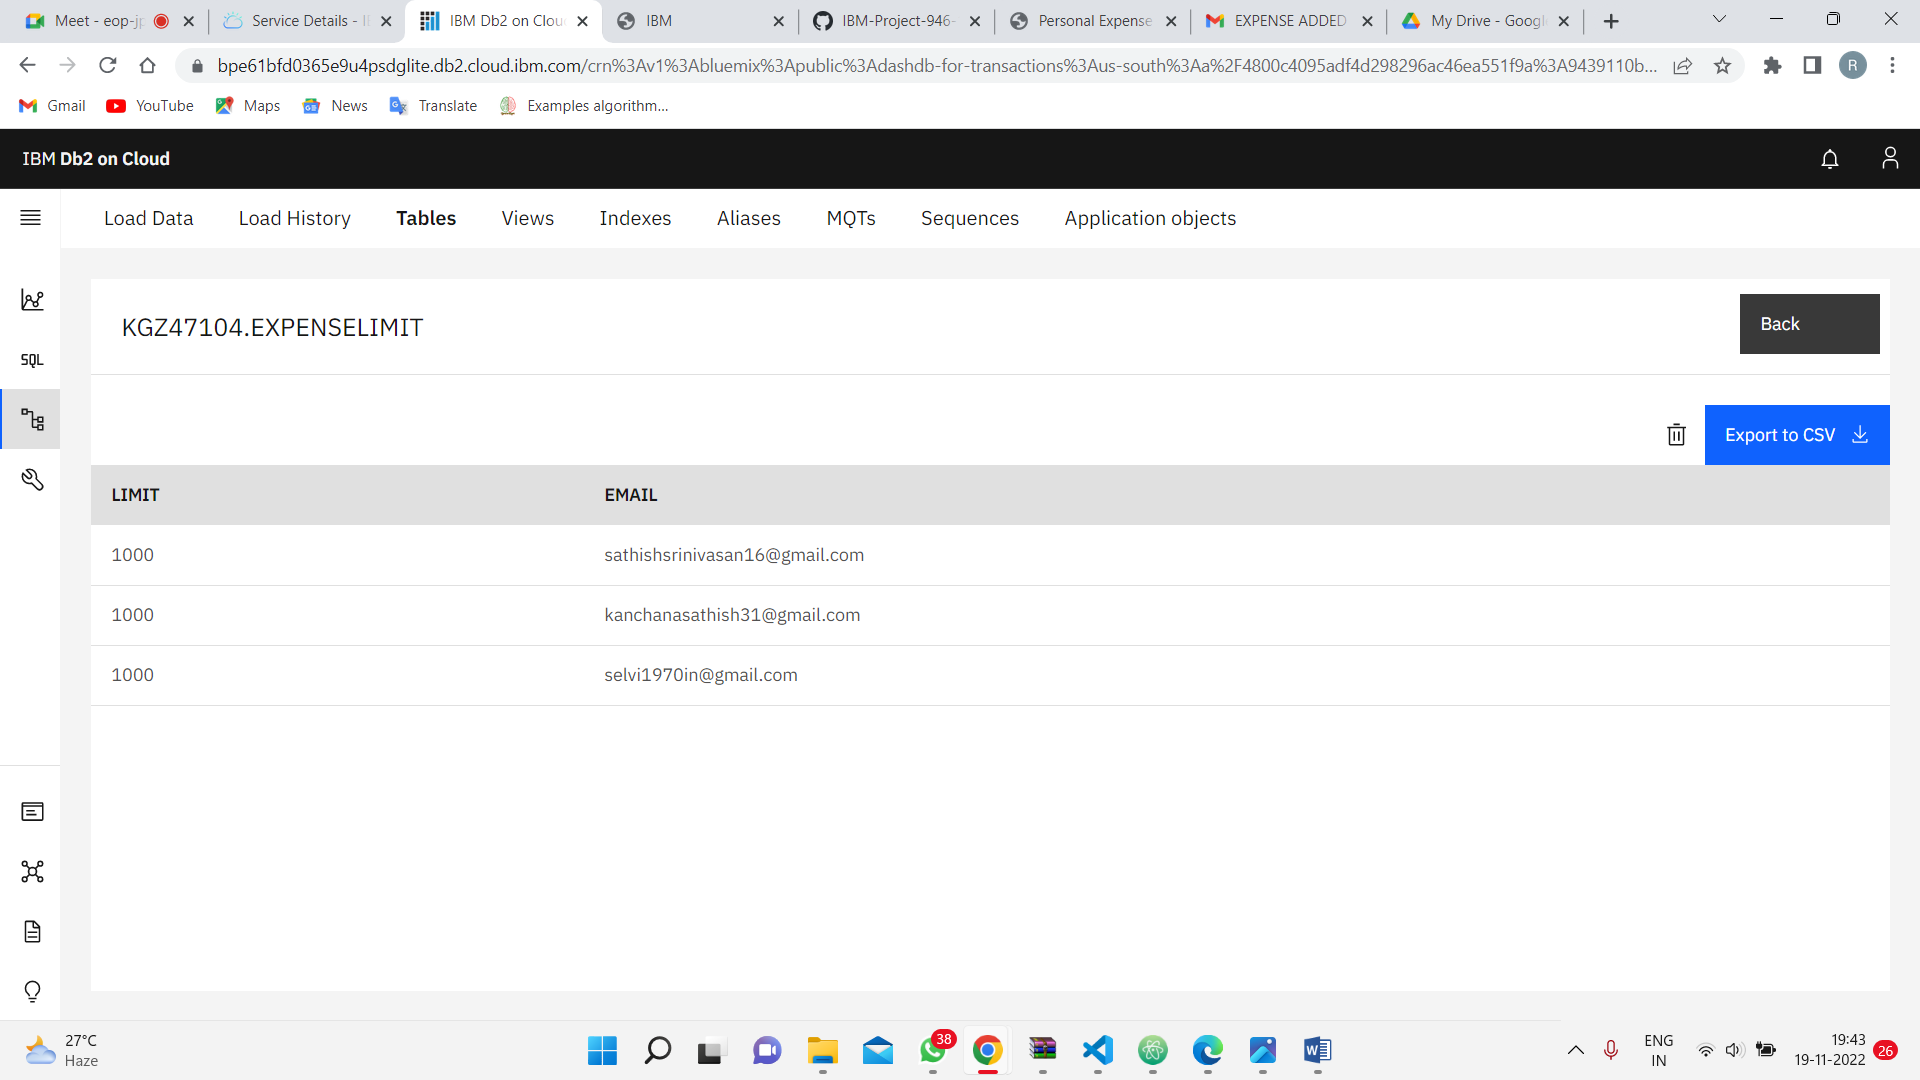 Meet - eop-jp
Service Details - I
IBM Db2 on Clou
IBM
IBM-Project-946-
Personal Expense
EXPENSE ADDED
My Drive - Googl
bpe61bfd0365e9u4psdglite.db2.cloud.ibm.com/crn%3Av1%3Abluemix%3Apublic%3Adashdb-for-transactions%3Aus-south%3Aa%2F4800c4095adf4d298296ac46ea551f9a%3A9439110b...
R
Gmail
YouTube
Maps
News
Translate
Examples algorithm...
IBM Db2 on Cloud
Load Data
Load History
Tables
Views
Indexes
Aliases
MQTs
Sequences
Application objects
SQL
KGZ47104.EXPENSELIMIT
Back
Export to CSV
LIMIT EMAIL
1000 sathishsrinivasan16@gmail.com
1000 kanchanasathish31@gmail.com
1000 selvi1970in@gmail.com
27°C
Haze
38
ENG
IN
19:43
19-11-2022
26